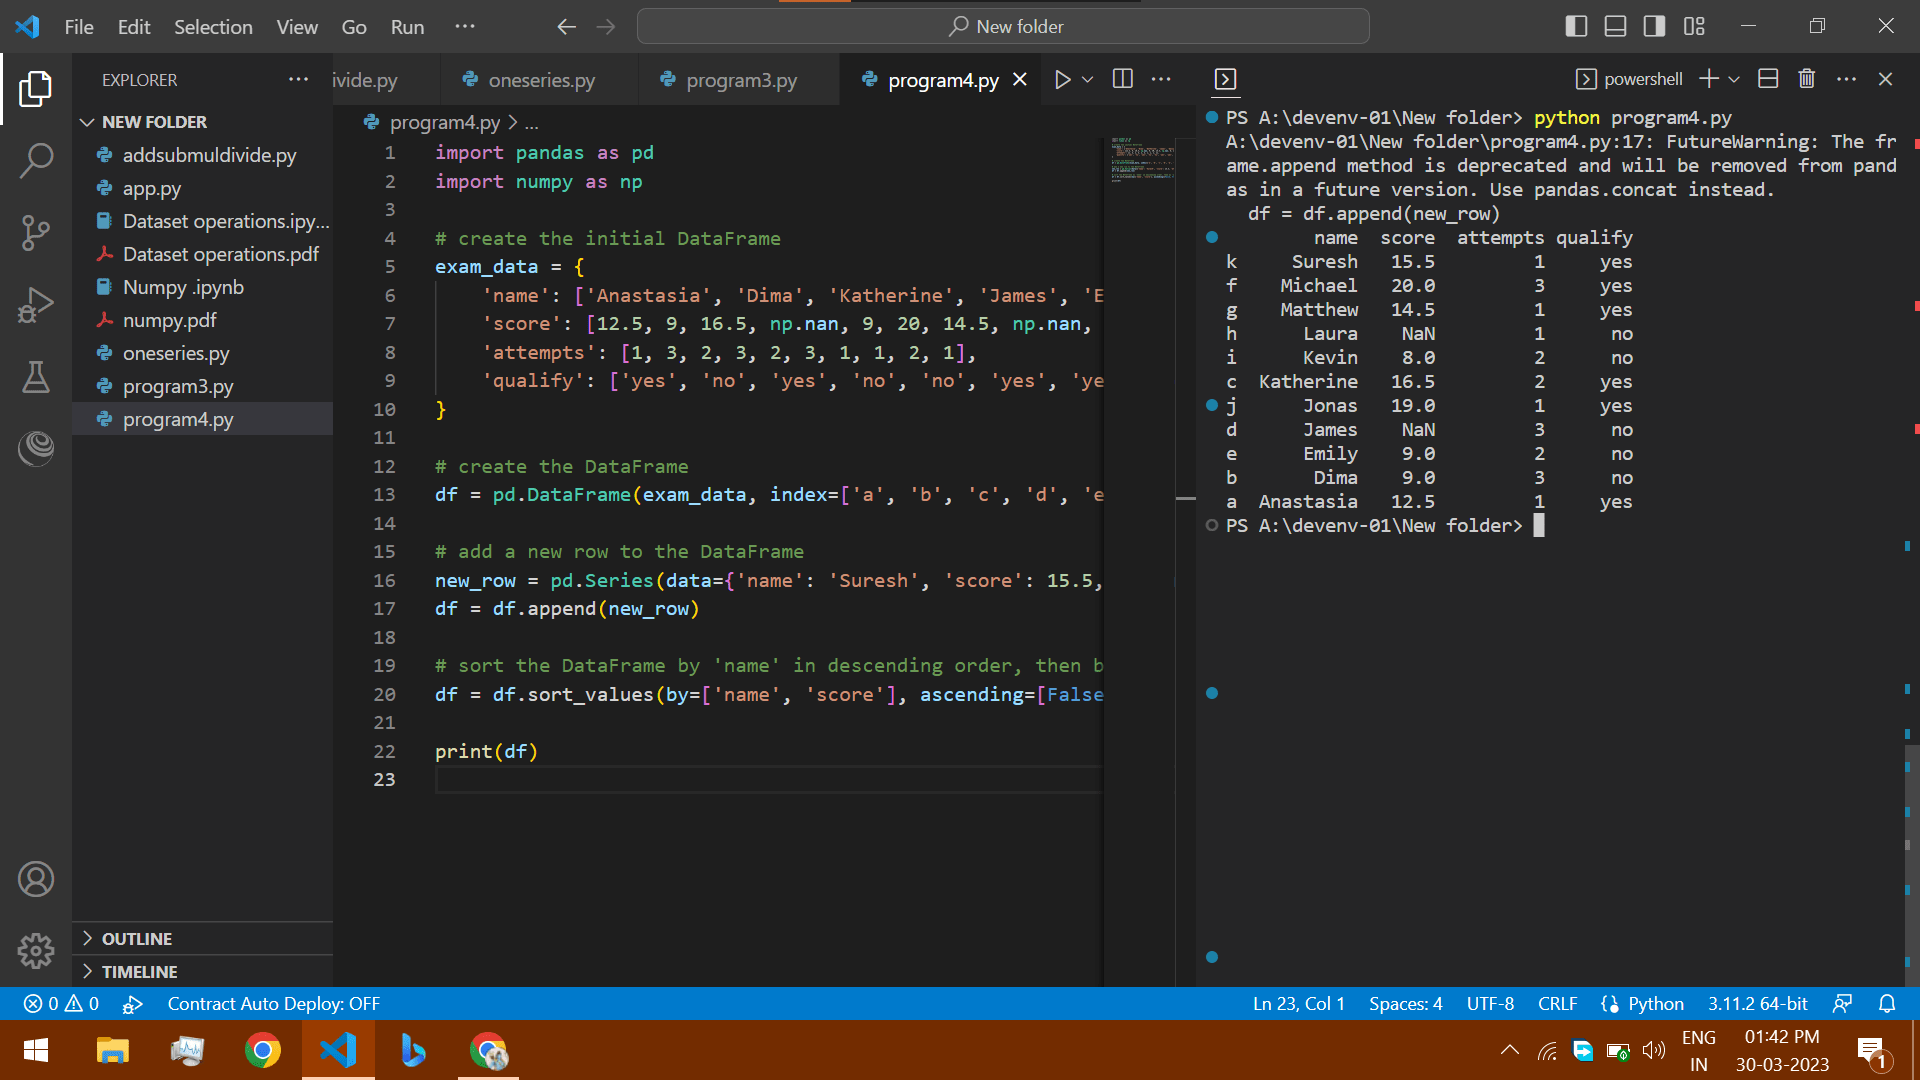 File Edit Selection View Go Run ···
New folder
EXPLORER ···
NEW FOLDER
addsubmuldivide.py
app.py
Dataset operations.ipy...
Dataset operations.pdf
Numpy .ipynb
numpy.pdf
oneseries.py
program3.py
program4.py
OUTLINE
TIMELINE
ivide.py oneseries.py program3.py program4.py ···
program4.py > ...
1 import pandas as pd
2 import numpy as np
3
4 # create the initial DataFrame
5 exam_data = {
6 'name': ['Anastasia', 'Dima', 'Katherine', 'James', 'E
7 'score': [12.5, 9, 16.5, np.nan, 9, 20, 14.5, np.nan,
8 'attempts': [1, 3, 2, 3, 2, 3, 1, 1, 2, 1],
9 'qualify': ['yes', 'no', 'yes', 'no', 'no', 'yes', 'ye
10 }
11
12 # create the DataFrame
13 df = pd.DataFrame(exam_data, index=['a', 'b', 'c', 'd', 'e
14
15 # add a new row to the DataFrame
16 new_row = pd.Series(data={'name': 'Suresh', 'score': 15.5,
17 df = df.append(new_row)
18
19 # sort the DataFrame by 'name' in descending order, then b
20 df = df.sort_values(by=['name', 'score'], ascending=[False
21
22 print(df)
23
powershell ···
PS A:\devenv-01\New folder> python program4.py
A:\devenv-01\New folder\program4.py:17: FutureWarning: The fr
ame.append method is deprecated and will be removed from pand
as in a future version. Use pandas.concat instead.
df = df.append(new_row)
name score attempts qualify
k Suresh 15.5 1 yes
f Michael 20.0 3 yes
g Matthew 14.5 1 yes
h Laura NaN 1 no
i Kevin 8.0 2 no
c Katherine 16.5 2 yes
j Jonas 19.0 1 yes
d James NaN 3 no
e Emily 9.0 2 no
b Dima 9.0 3 no
a Anastasia 12.5 1 yes
PS A:\devenv-01\New folder>
0 0 Contract Auto Deploy: OFF
Ln 23, Col 1 Spaces: 4 UTF-8 CRLF Python 3.11.2 64-bit
ENG 01:42 PM
IN 30-03-2023 1